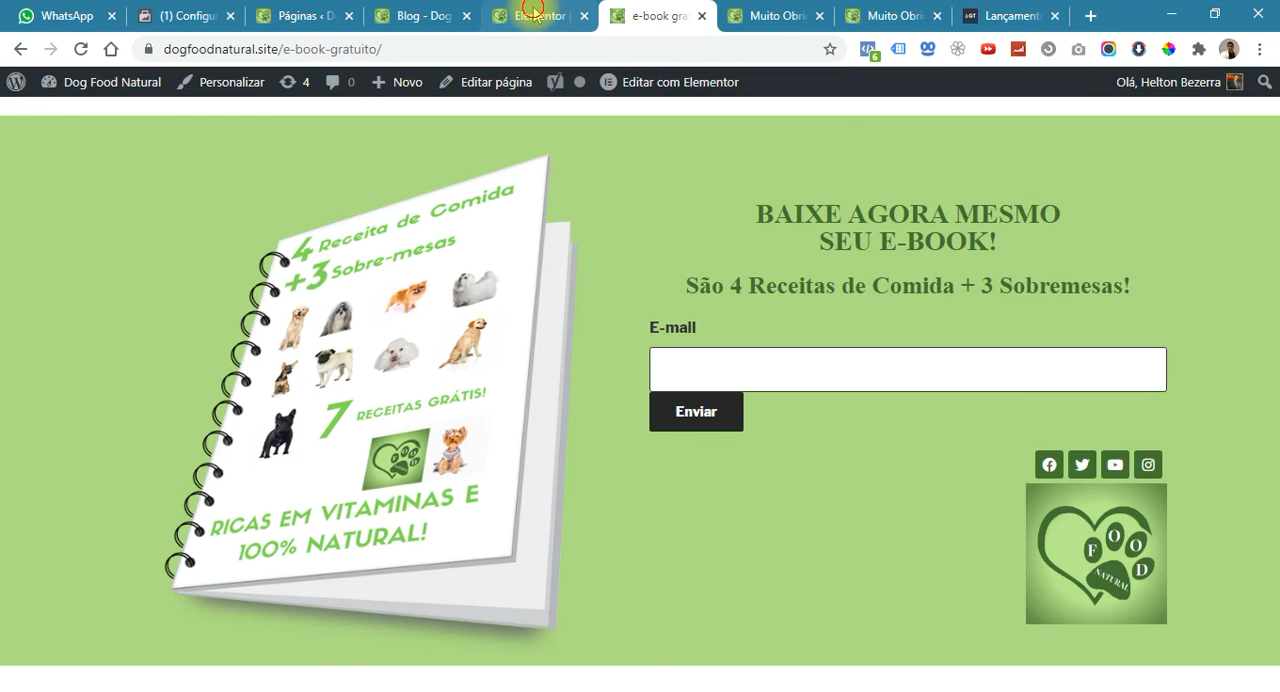 WhatsApp
(1) Configu
Páginas ‹ D
Blog - Dog
Elementor
e-book gra
Muito Obri
Muito Obri
Lançament
dogfoodnatural.site/e-book-gratuito/
6
Dog Food Natural
Personalizar
4
0
Novo
Editar página
Editar com Elementor
Olá, Helton Bezerra
4 Receita de Comida
+3 Sobre-mesas
7 RECEITAS GRÁTIS!
RICAS EM VITAMINAS E
100% NATURAL!
BAIXE AGORA MESMO
SEU E-BOOK!
São 4 Receitas de Comida + 3 Sobremesas!
E-mall
Enviar
FOOD
NATURAL